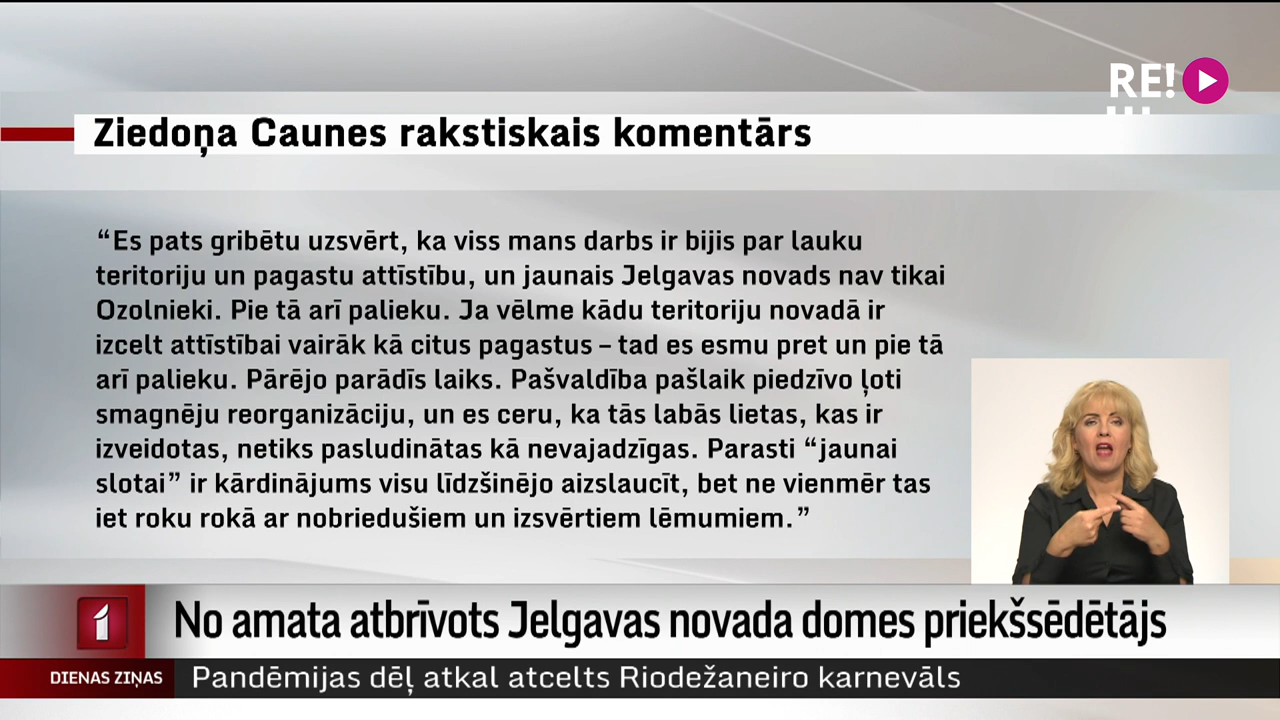 RE!
Ziedoņa Caunes rakstiskais komentārs
“Es pats gribētu uzsvērt, ka viss mans darbs ir bijis par lauku
teritoriju un pagastu attīstību, un jaunais Jelgavas novads nav tikai
Ozolnieki. Pie tā arī palieku. Ja vēlme kādu teritoriju novadā ir
izcelt attīstībai vairāk kā citus pagastus – tad es esmu pret un pie tā
arī palieku. Pārējo parādīs laiks. Pašvaldība pašlaik piedzīvo ļoti
smagnēju reorganizāciju, un es ceru, ka tās labās lietas, kas ir
izveidotas, netiks pasludinātas kā nevajadzīgas. Parasti “jaunai
slotai” ir kārdinājums visu līdzšinējo aizslaucīt, bet ne vienmēr tas
iet roku rokā ar nobriedušiem un izsvērtiem lēmumiem.”
1 No amata atbrīvots Jelgavas novada domes priekšsēdētājs
DIENAS ZIŅAS Pandēmijas dēļ atkal atcelts Riodežaneiro karnevāls